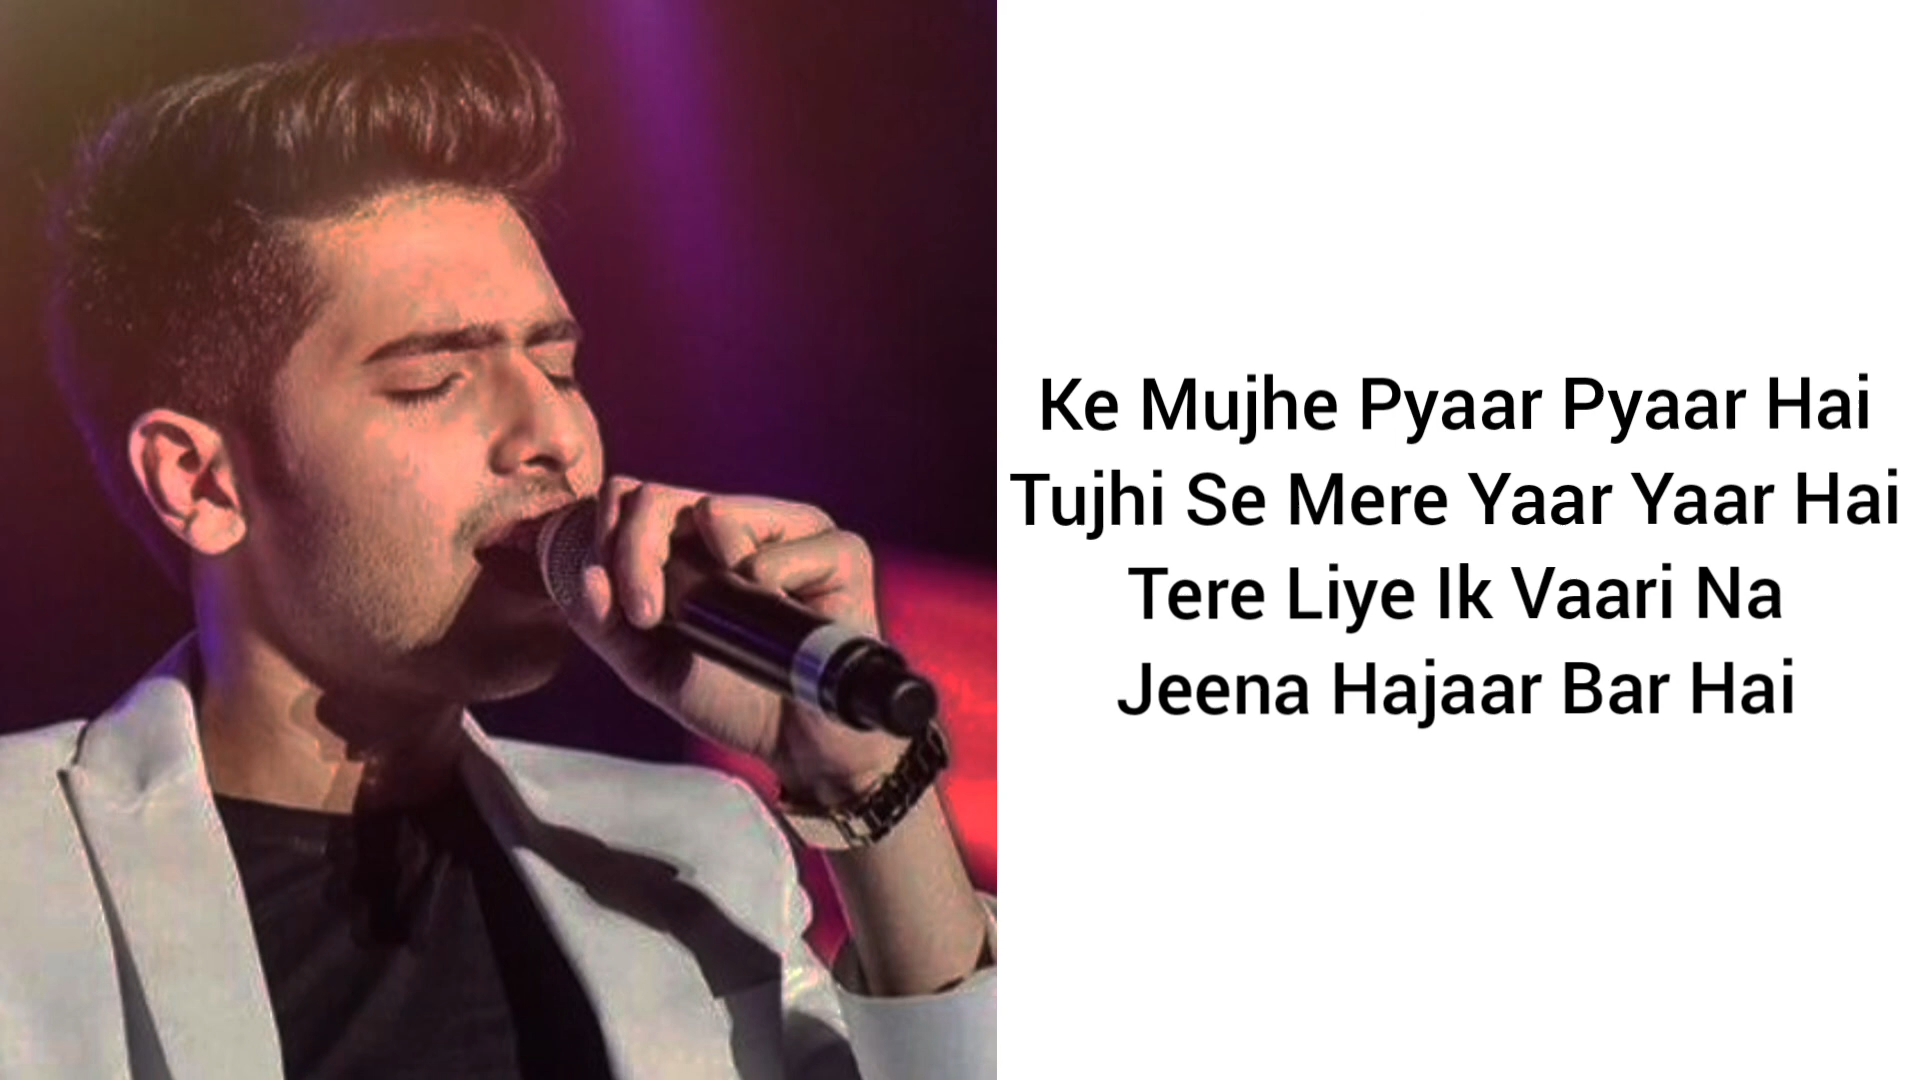 Ke Mujhe Pyaar Pyaar Hai
Tujhi Se Mere Yaar Yaar Hai
Tere Liye Ik Vaari Na
Jeena Hajaar Bar Hai